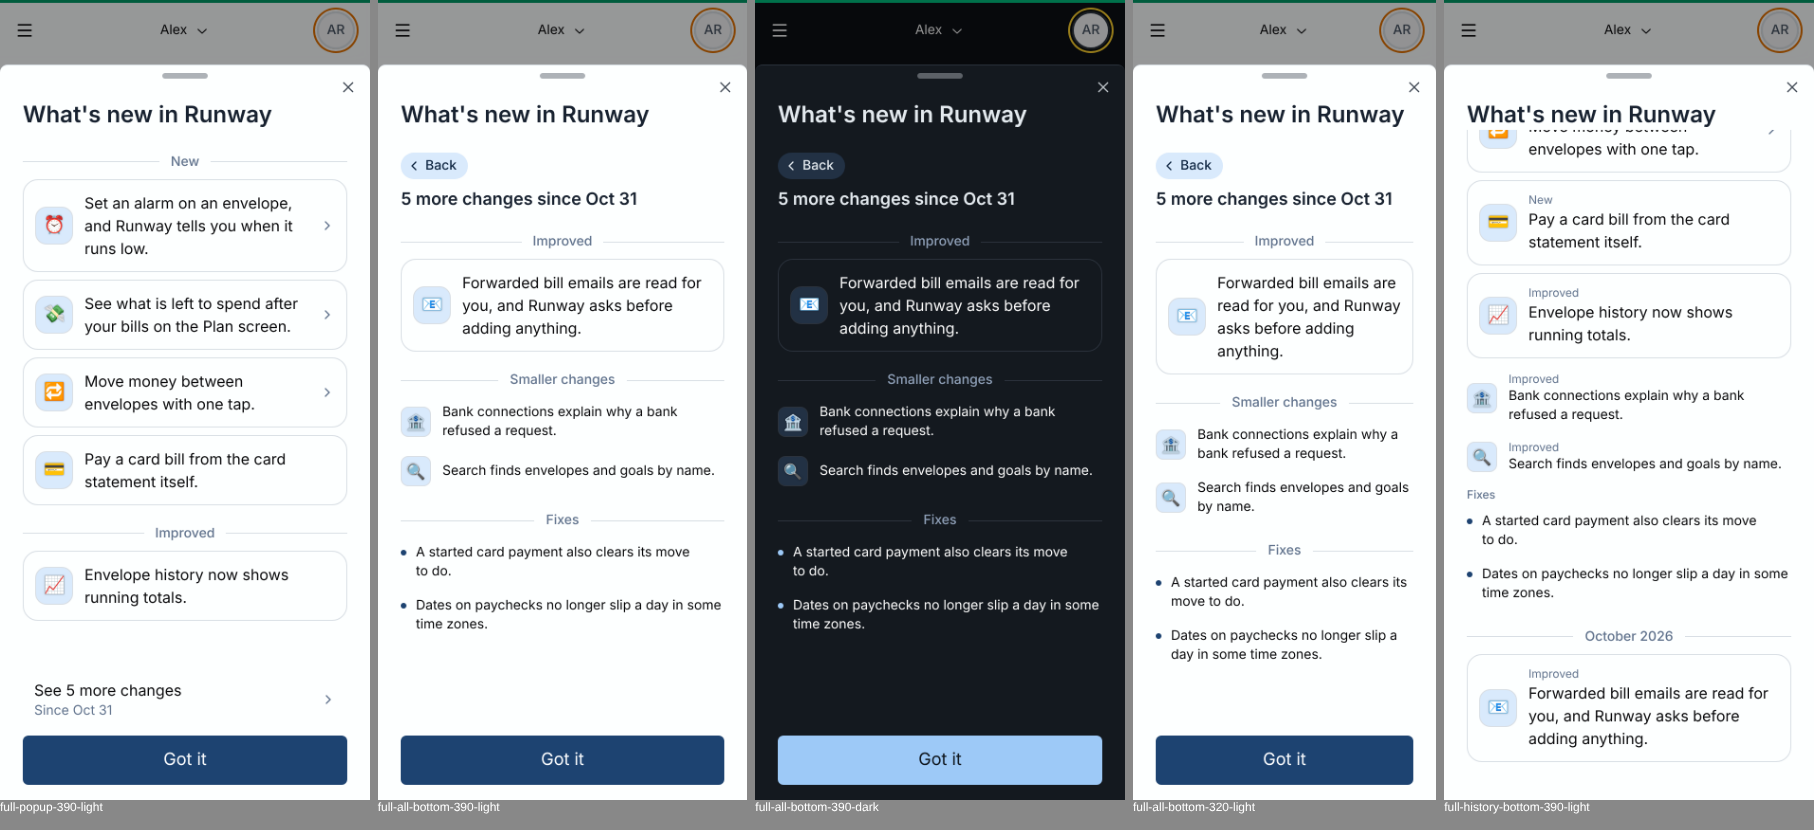 Alex
AR
What's new in Runway
New
Set an alarm on an envelope,
and Runway tells you when it
runs low.
See what is left to spend after
your bills on the Plan screen.
Move money between
envelopes with one tap.
Pay a card bill from the card
statement itself.
Improved
Envelope history now shows
running totals.
See 5 more changes
Since Oct 31
Got it
full-popup-390-light
Alex
AR
What's new in Runway
Back
5 more changes since Oct 31
Improved
Forwarded bill emails are read for
you, and Runway asks before
adding anything.
Smaller changes
Bank connections explain why a bank
refused a request.
Search finds envelopes and goals by name.
Fixes
A started card payment also clears its move
to do.
Dates on paychecks no longer slip a day in some
time zones.
Got it
full-all-bottom-390-light
Alex
AR
What's new in Runway
Back
5 more changes since Oct 31
Improved
Forwarded bill emails are read for
you, and Runway asks before
adding anything.
Smaller changes
Bank connections explain why a bank
refused a request.
Search finds envelopes and goals by name.
Fixes
A started card payment also clears its move
to do.
Dates on paychecks no longer slip a day in some
time zones.
Got it
full-all-bottom-390-dark
Alex
AR
What's new in Runway
Back
5 more changes since Oct 31
Improved
Forwarded bill emails are
read for you, and Runway
asks before adding
anything.
Smaller changes
Bank connections explain why a
bank refused a request.
Search finds envelopes and goals
by name.
Fixes
A started card payment also clears its
move to do.
Dates on paychecks no longer slip a
day in some time zones.
Got it
full-all-bottom-320-light
Alex
AR
What's new in Runway
Move money between
envelopes with one tap.
New
Pay a card bill from the card
statement itself.
Improved
Envelope history now shows
running totals.
Improved
Bank connections explain why a bank
refused a request.
Improved
Search finds envelopes and goals by name.
Fixes
A started card payment also clears its move
to do.
Dates on paychecks no longer slip a day in some
time zones.
October 2026
Improved
Forwarded bill emails are read for
you, and Runway asks before
adding anything.
full-history-bottom-390-light